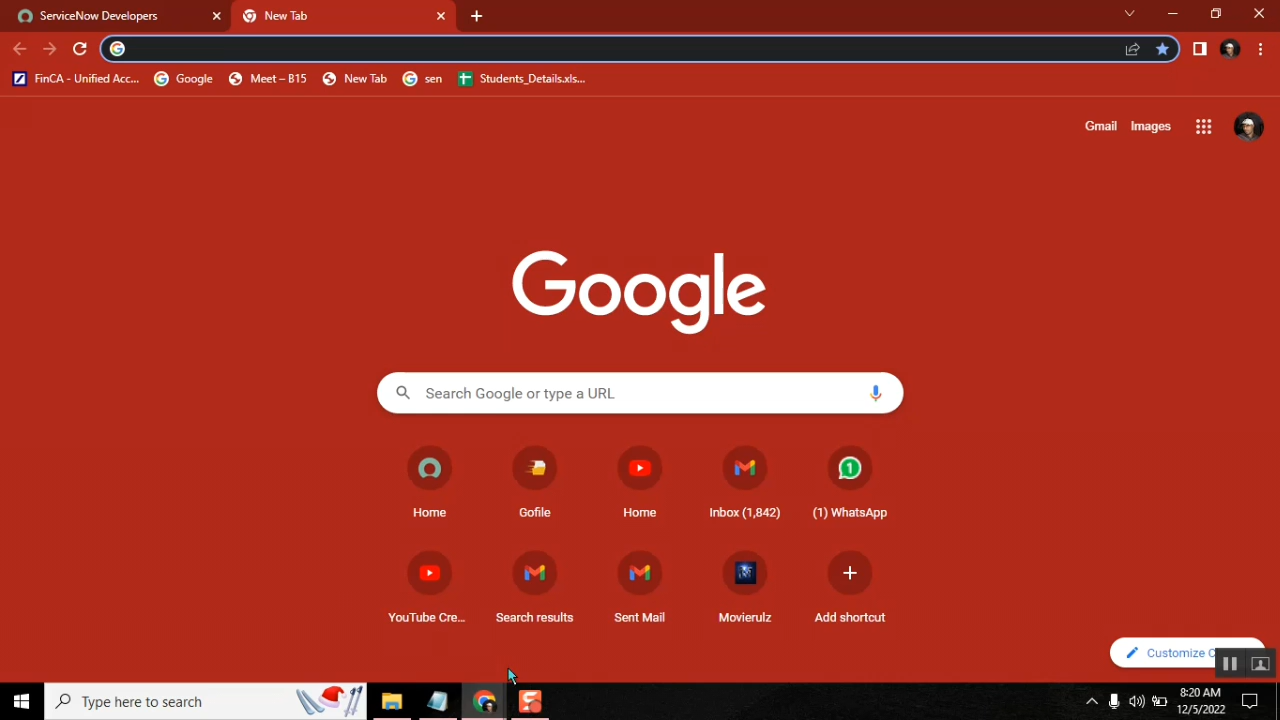 ServiceNow Developers
New Tab
FinCA - Unified Acc...
Google
Meet – B15
New Tab
sen
Students_Details.xls...
Gmail Images
Google
Search Google or type a URL
Home
Gofile
Home
Inbox (1,842)
(1) WhatsApp
YouTube Cre...
Search results
Sent Mail
Movierulz
Add shortcut
Customize C
Type here to search
8:20 AM
12/5/2022